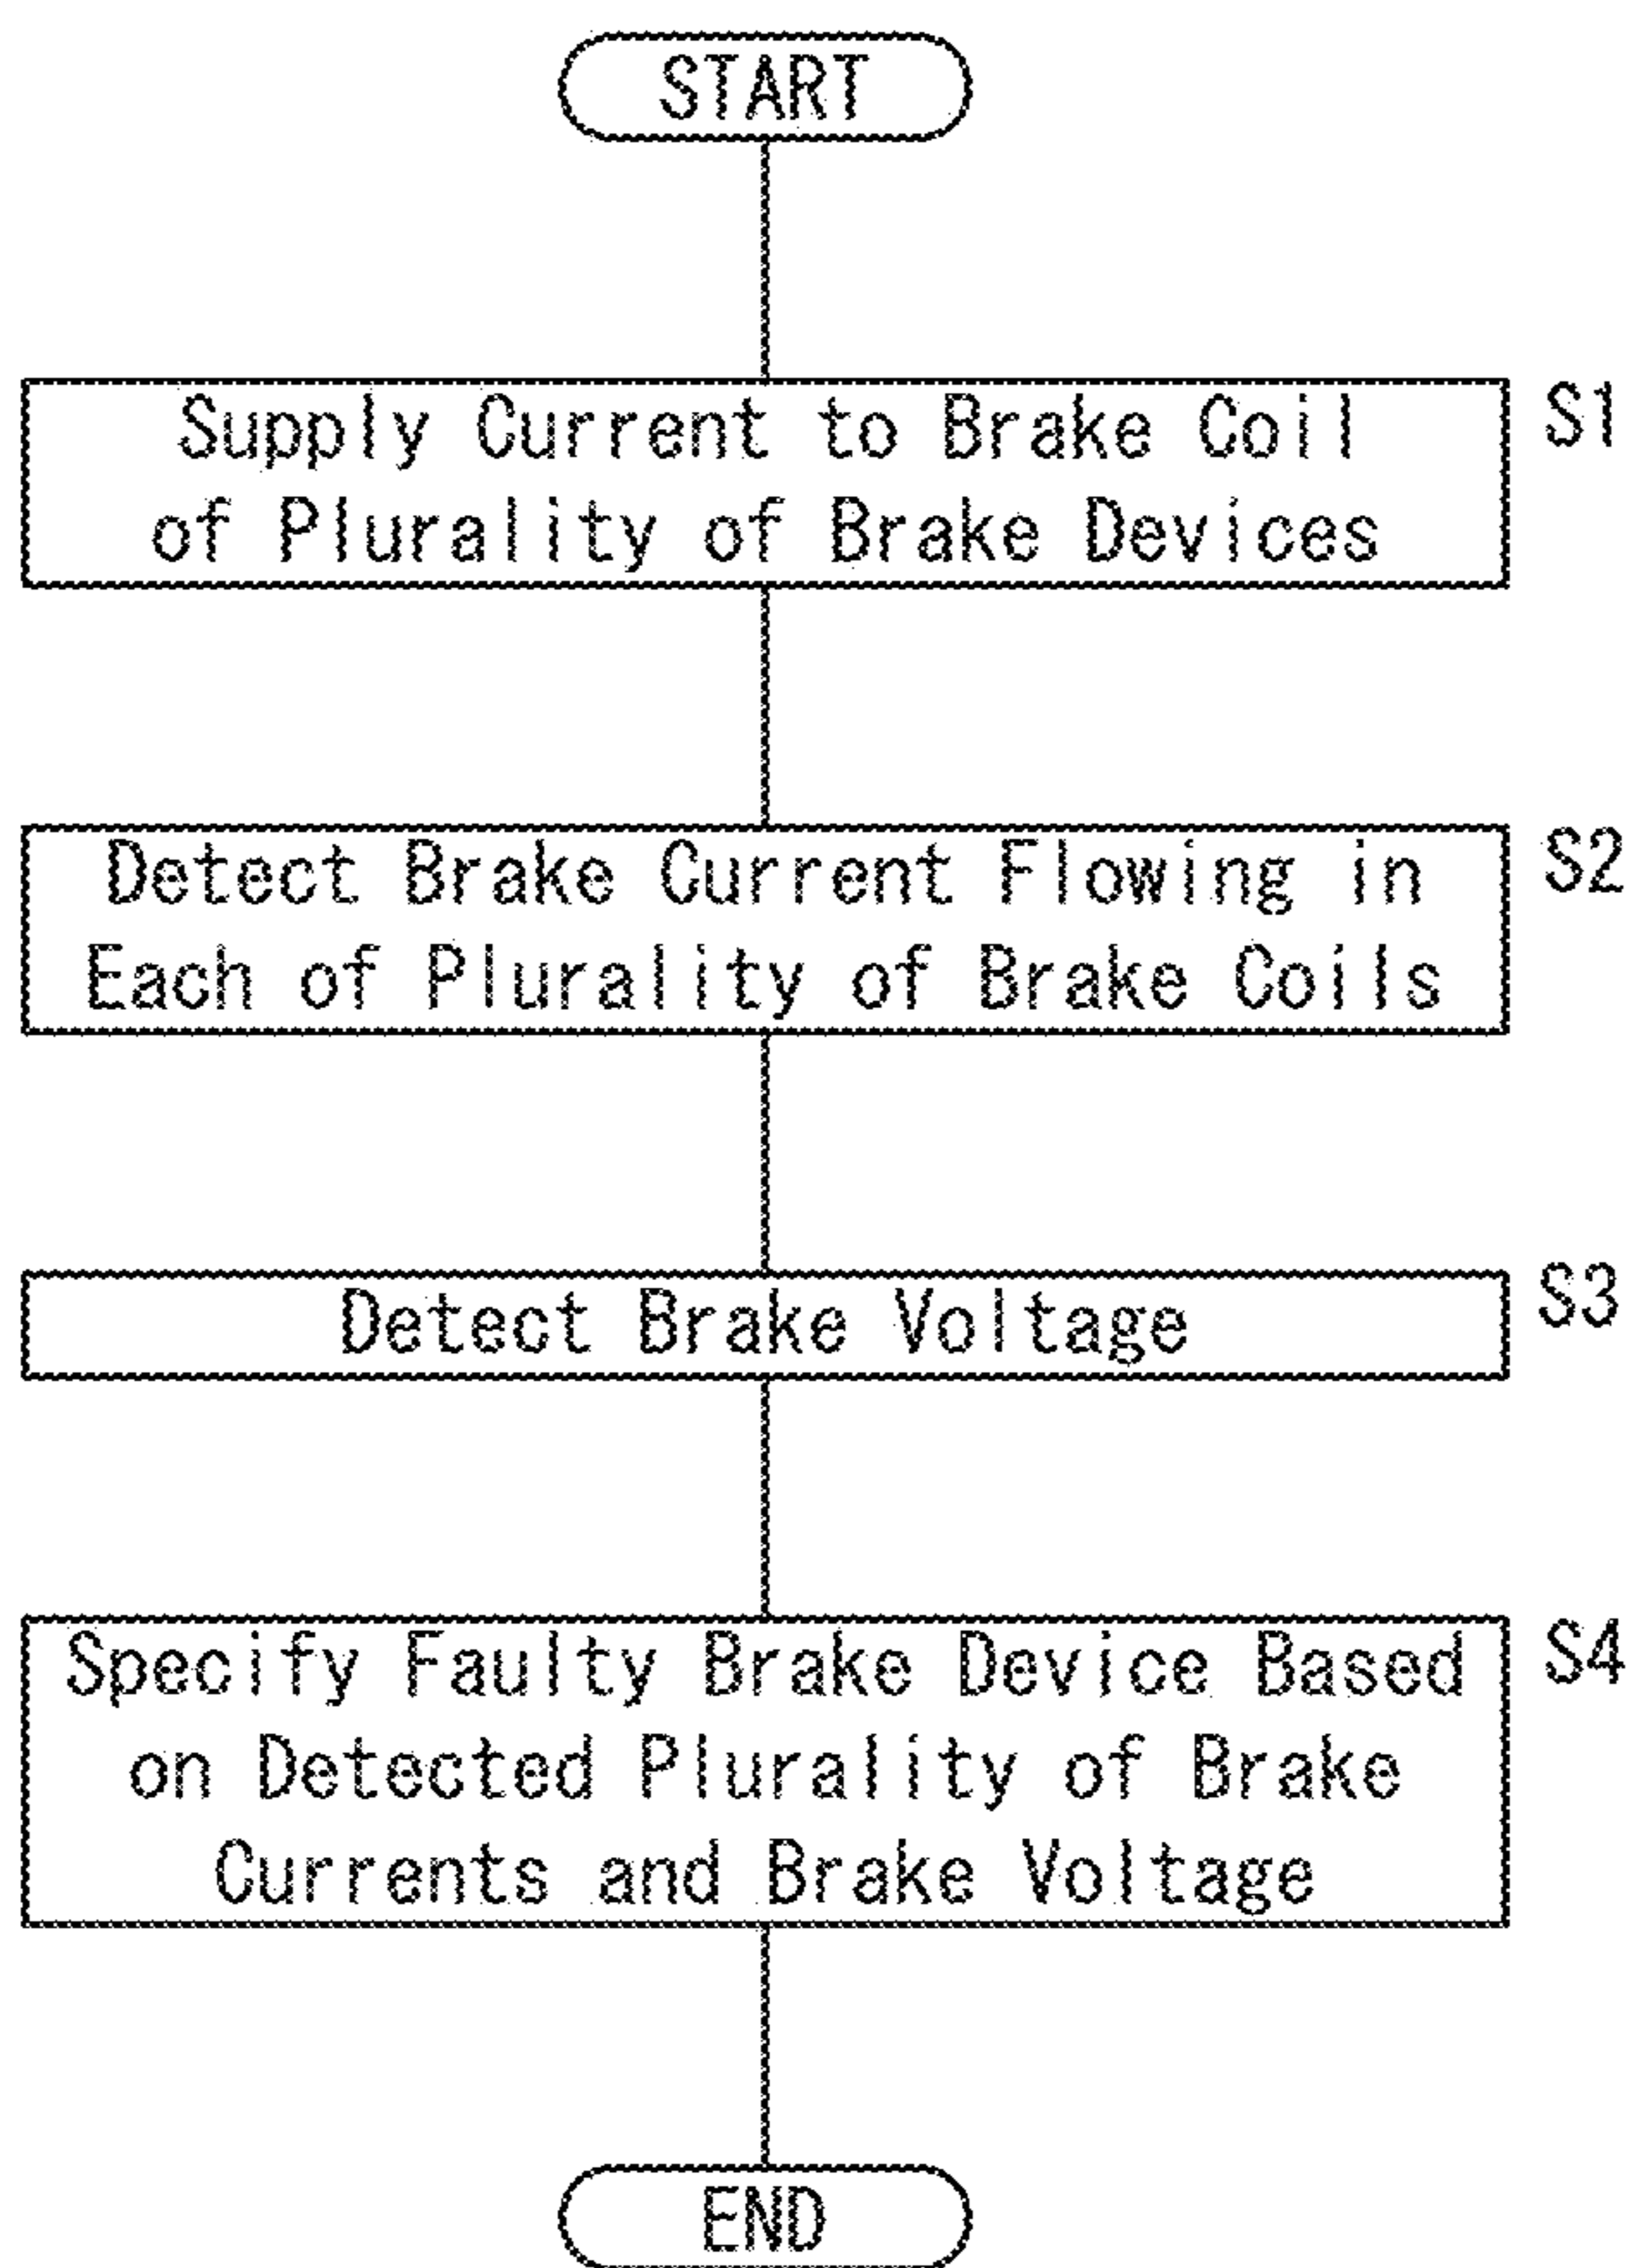 START
Supply Current to Brake Coil
of Plurality of Brake Devices
S1
Detect Brake Current Flowing in
Each of Plurality of Brake Coils
S2
Detect Brake Voltage
S3
Specify Faulty Brake Device Based
on Detected Plurality of Brake
Currents and Brake Voltage
S4
END